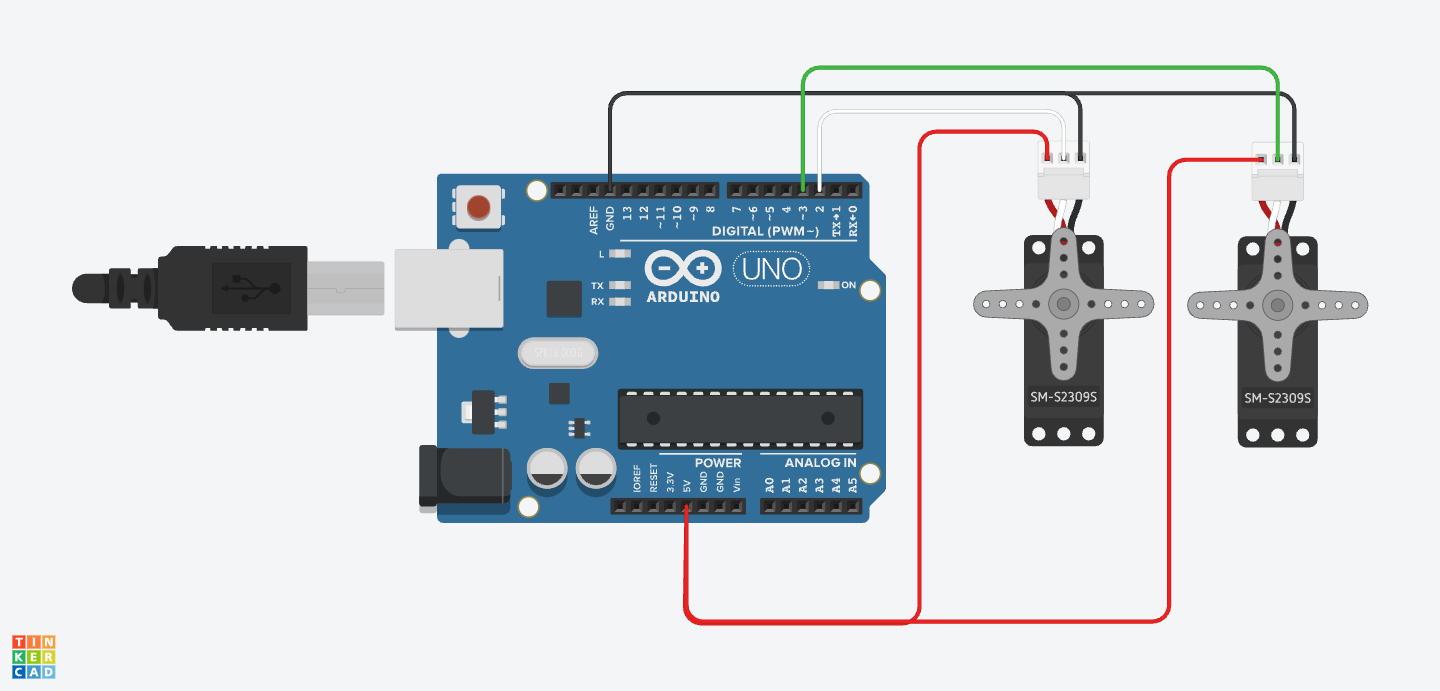 AREF
GND
13
12
~11
~10
~9
8
7
~6
~5
4
~3
2
TX→1
RX←0
DIGITAL (PWM~)
L
TX
RX
ARDUINO
UNO
ON
SM-S2309S
SM-S2309S
POWER
ANALOG IN
IOREF
RESET
3.3V
5V
GND
GND
Vin
A0
A1
A2
A3
A4
A5
TIN
KER
CAD